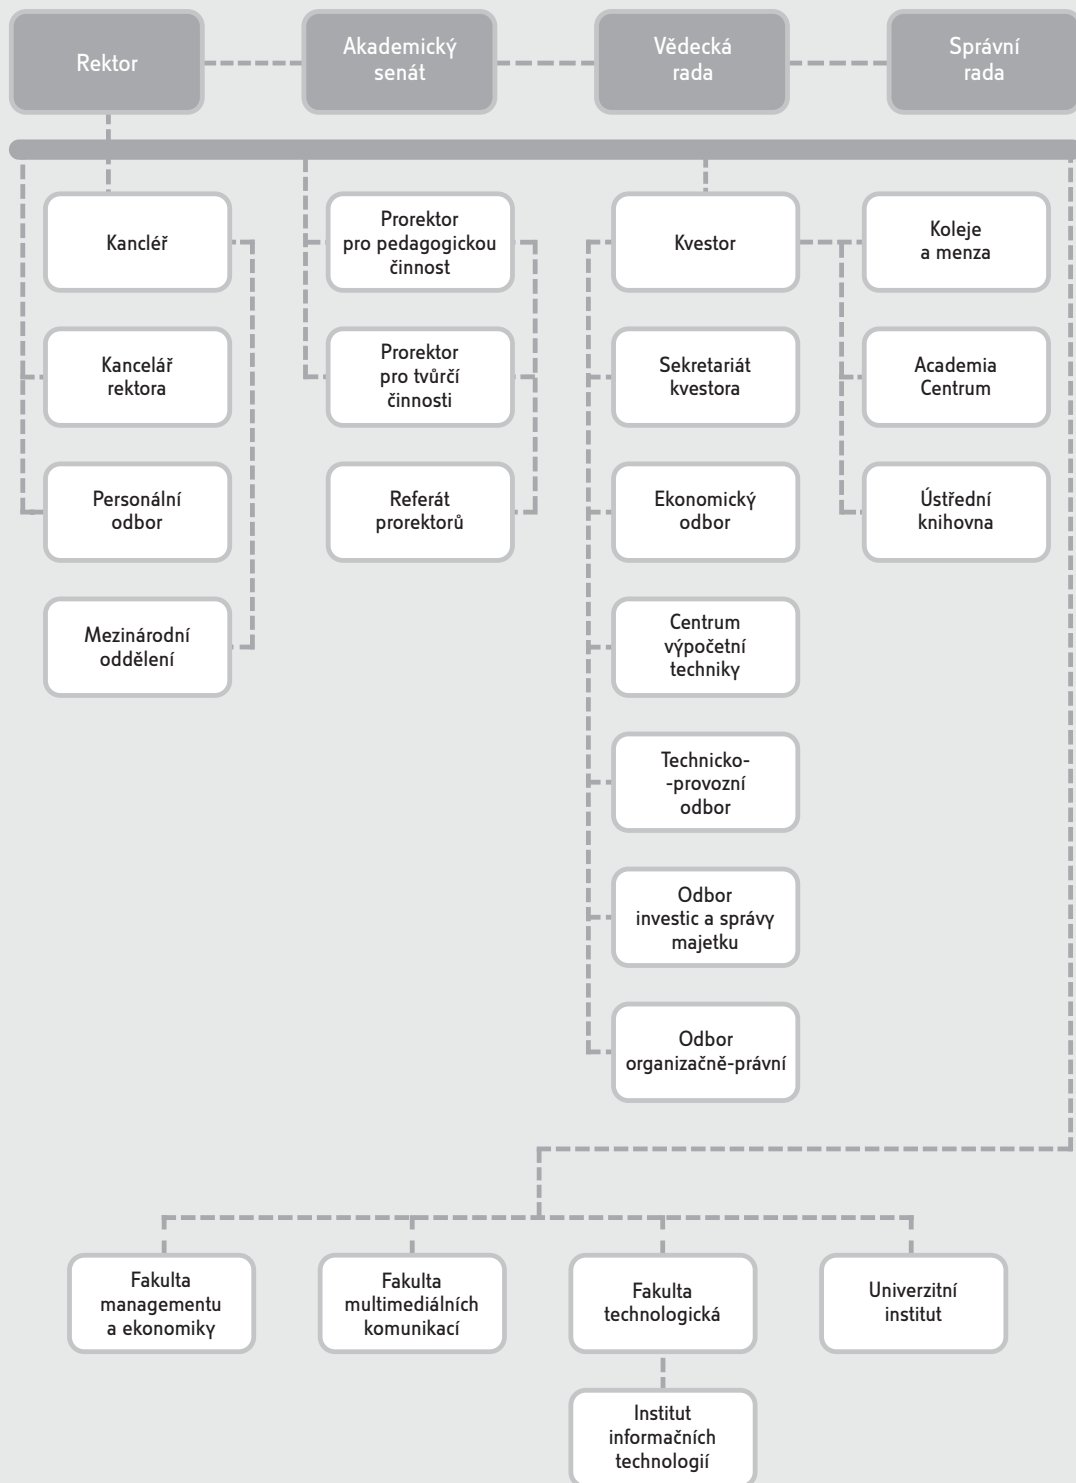 Rektor
Akademický
senát
Vědecká
rada
Správní
rada
Kancléř
Prorektor
pro pedagogickou
činnost
Kvestor
Koleje
a menza
Kancelář
rektora
Prorektor
pro tvůrčí
činnosti
Sekretariát
kvestora
Academia
Centrum
Personální
odbor
Referát
prorektorů
Ekonomický
odbor
Ústřední
knihovna
Mezinárodní
oddělení
Centrum
výpočetní
techniky
Technicko-
-provozní
odbor
Odbor
investic a správy
majetku
Odbor
organizačně-právní
Fakulta
managementu
a ekonomiky
Fakulta
multimediálních
komunikací
Fakulta
technologická
Univerzitní
institut
Institut
informačních
technologií